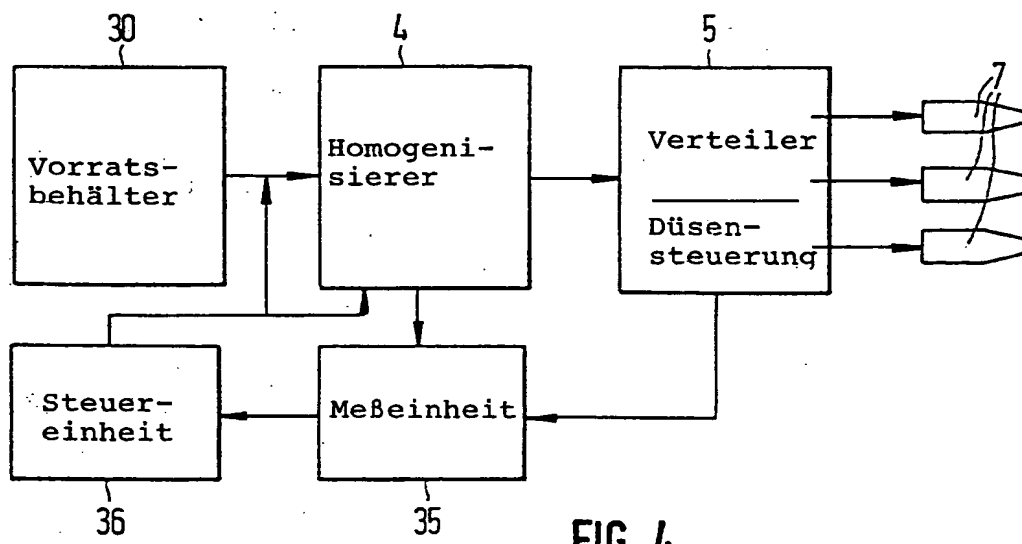 30
4
5
7
Vorrats-
behälter
Homogeni-
sierer
Verteiler
Düsen-
steuerung
Steuer-
einheit
Meßeinheit
36
35
FIG. 4